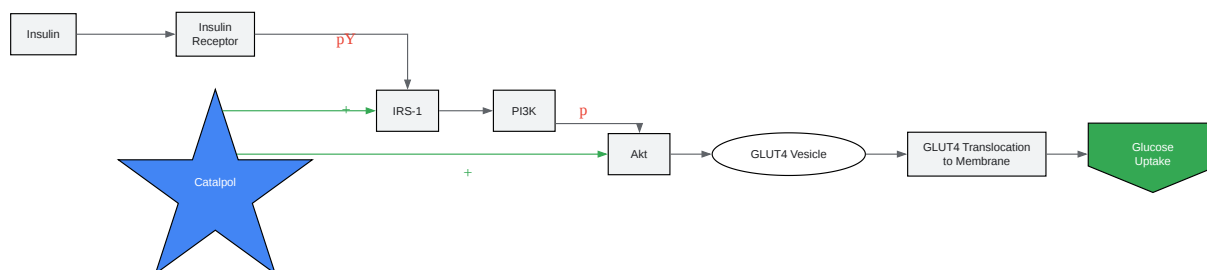 Insulin
Insulin
Receptor
pY
+
IRS-1
PI3K
p
Akt
+
Catalpol
GLUT4 Vesicle
GLUT4 Translocation
to Membrane
Glucose
Uptake